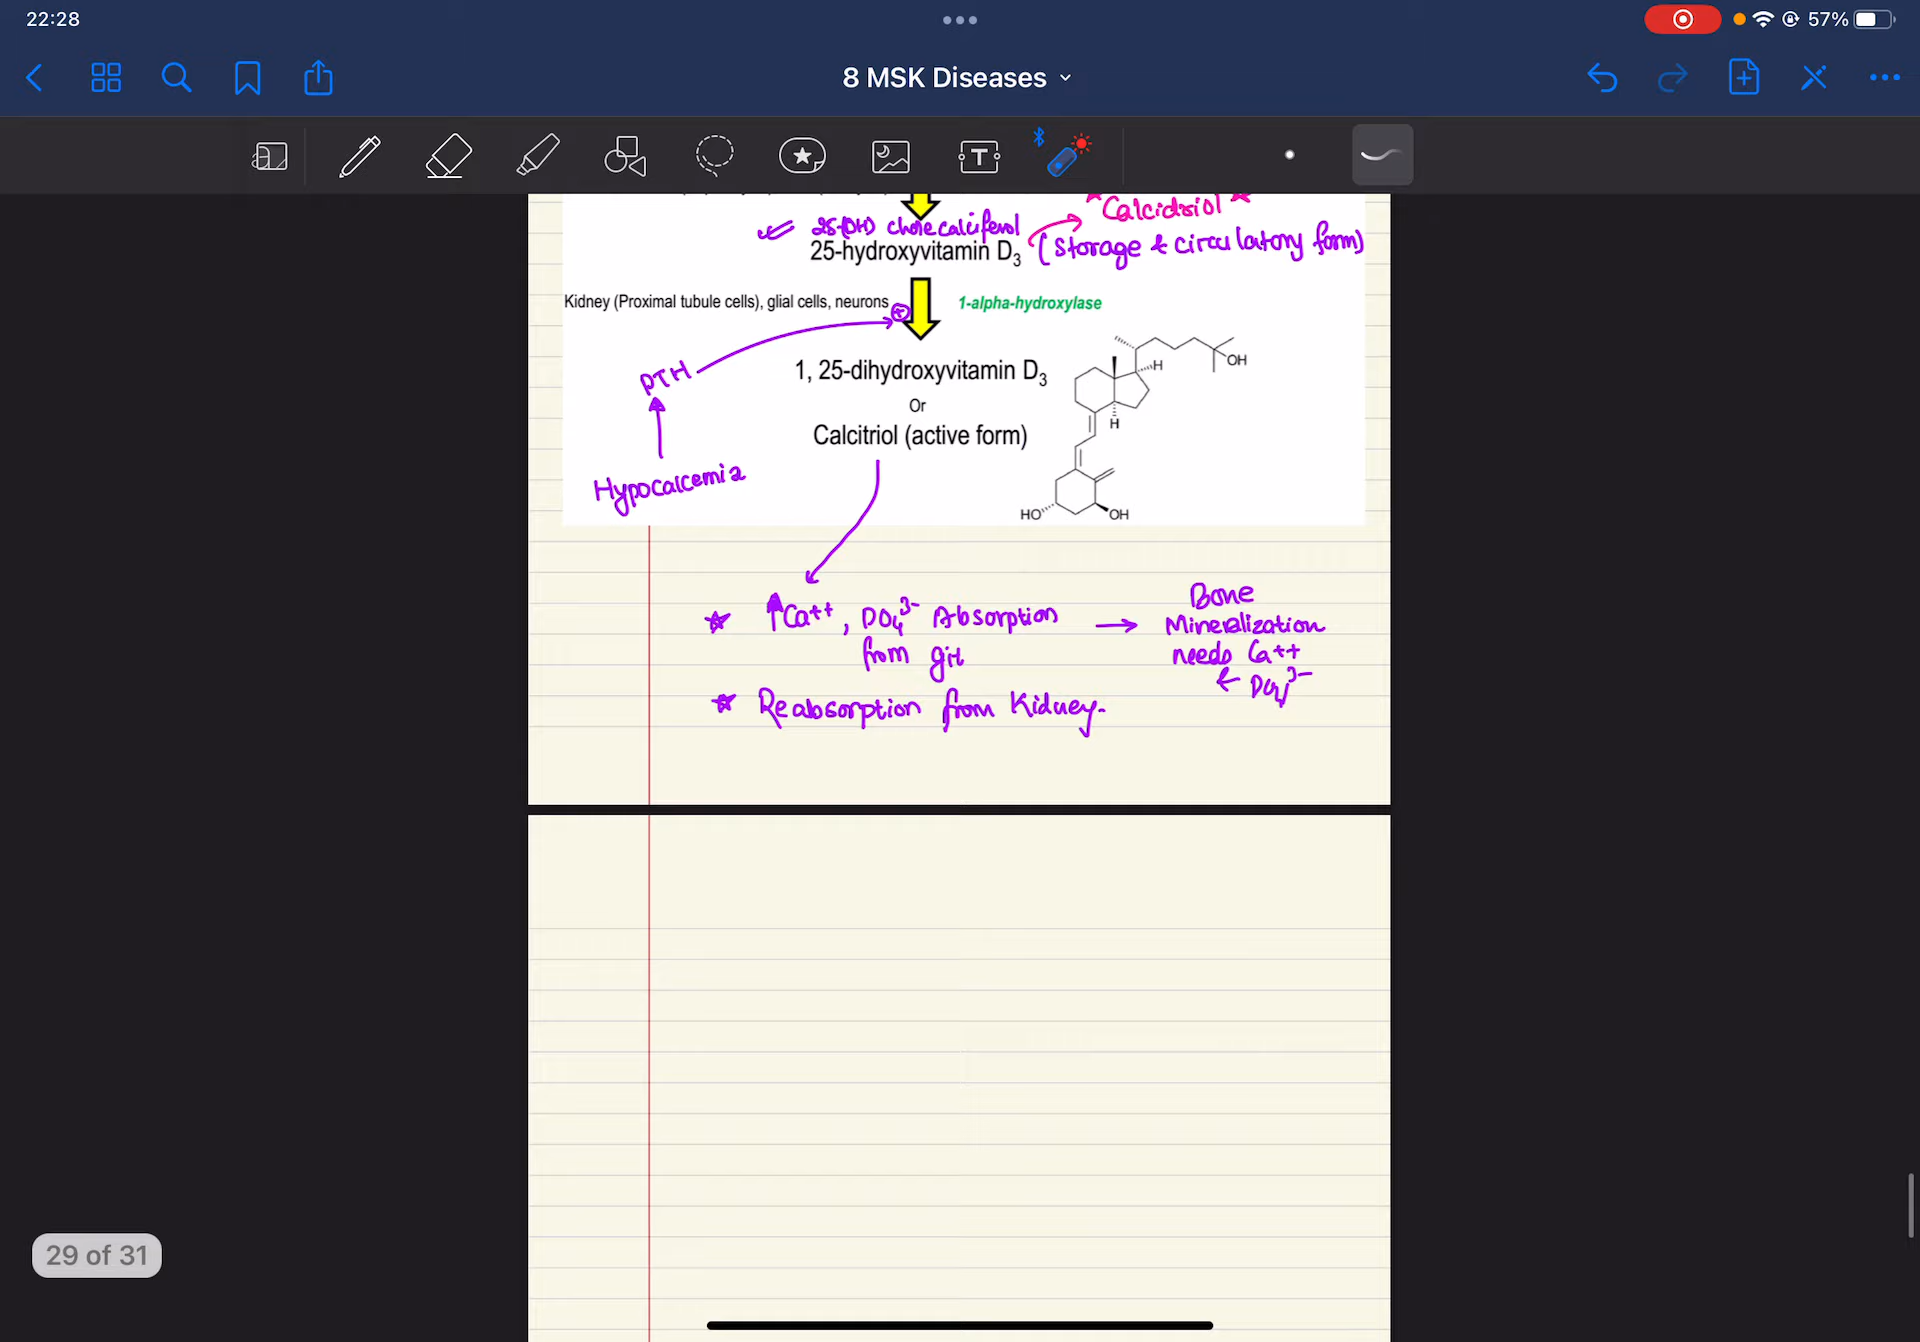 22:28
57%
8 MSK Diseases
Calcidriol
25(OH) cholecalciferol
25-hydroxyvitamin D3
(storage & circulatory form)
Kidney (Proximal tubule cells), glial cells, neurons
+
1-alpha-hydroxylase
PTH
1, 25-dihydroxyvitamin D3
Or
Calcitriol (active form)
H
OH
H
HO
OH
Hypocalcemia
↑Ca++, PO4 3- Absorption
from git
→ Bone
Mineralization
needs Ca++
& PO4 3-
Reabsorption from Kidney.
29 of 31